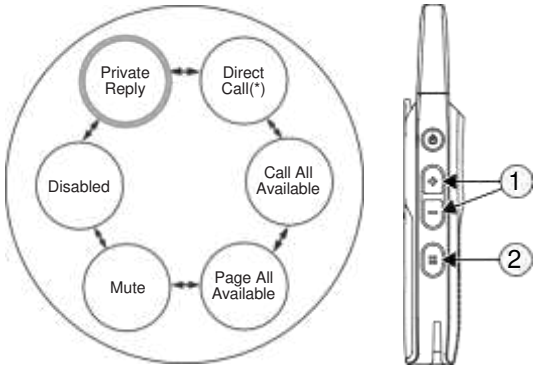 Private
Reply
Direct
Call(*)
Disabled
Call All
Available
Mute
Page All
Available
+
−
1
2